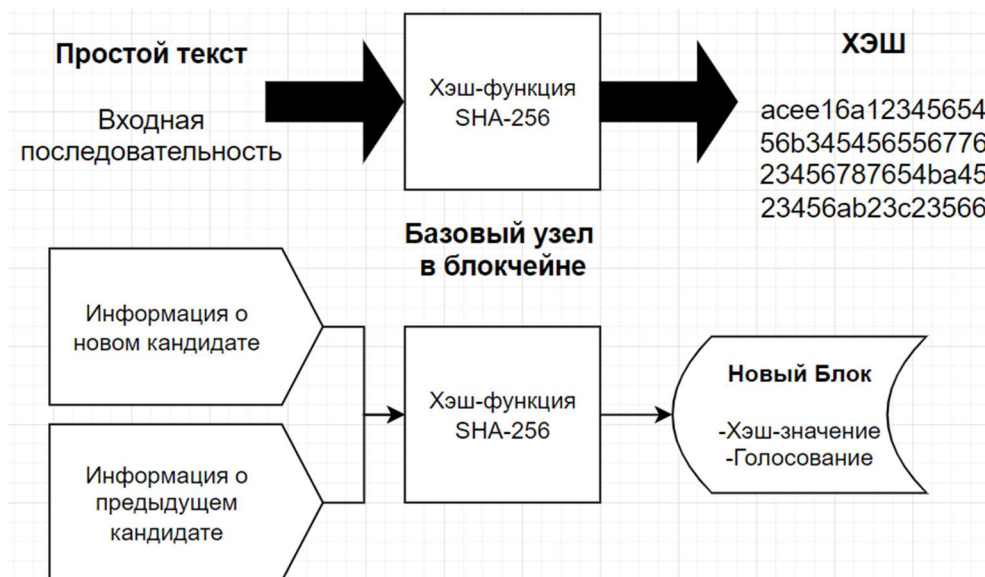 Простой текст
Входная
последовательность
Хэш-функция
SHA-256
ХЭШ
acee16a12345654
56b345456556776
23456787654ba45
23456ab23c23566
Базовый узел
в блокчейне
Информация о
новом кандидате
Информация о
предыдущем
кандидате
Хэш-функция
SHA-256
Новый Блок
-Хэш-значение
-Голосование